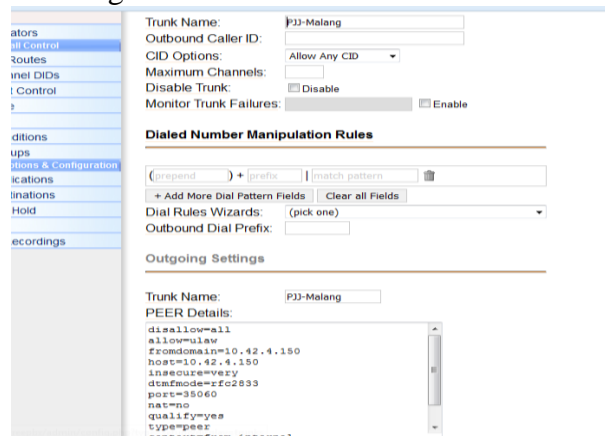 Trunk Name: PJJ-Malang
Outbound Caller ID:
CID Options: Allow Any CID
Maximum Channels:
Disable Trunk: Disable
Monitor Trunk Failures: Enable
Dialed Number Manipulation Rules
(prepend ) + prefix | match pattern
+ Add More Dial Pattern Fields Clear all Fields
Dial Rules Wizards: (pick one)
Outbound Dial Prefix:
Outgoing Settings
Trunk Name: PJJ-Malang
PEER Details:
disallow=all
allow=ulaw
fromdomain=10.42.4.150
host=10.42.4.150
insecure=very
dtmfmode=rfc2833
port=35060
nat=no
qualify=yes
type=peer
ators
all Control
Routes
nnel DIDs
t Control
ditions
ups
ptions & Configuration
ications
tinations
Hold
ecordings